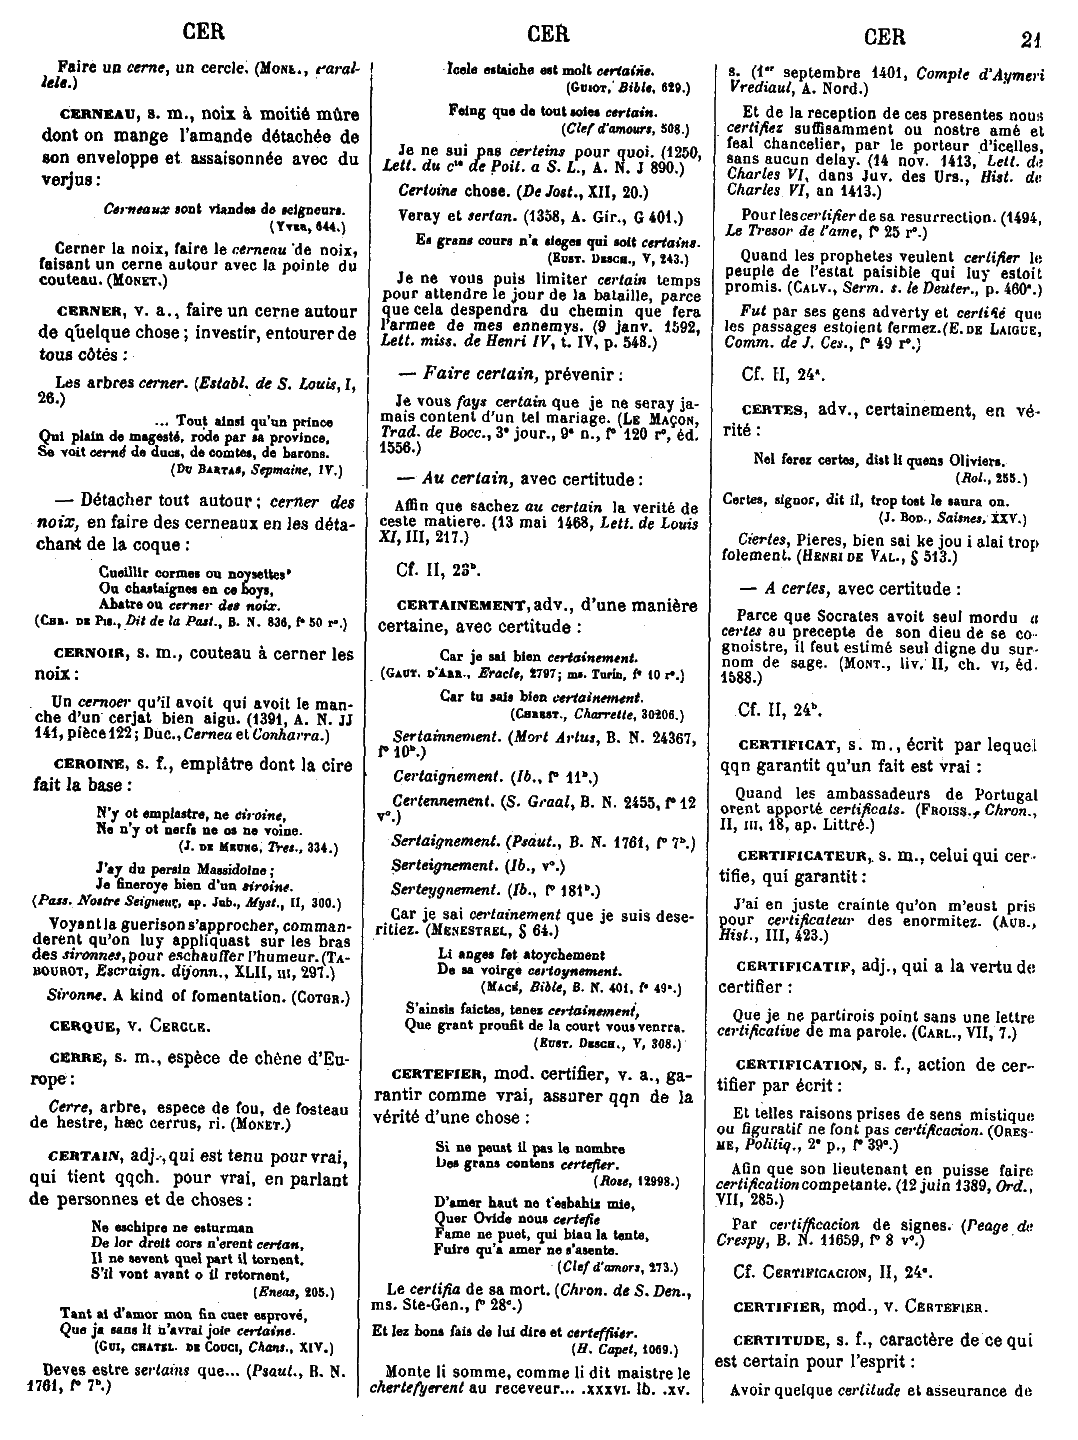 CER
Faire un cerne, un cercle. (MONE., paral-
lele.)
CERNEAU, s. m., noix à moitié mûre
dont on mange l'amande détachée de
son enveloppe et assaisonnée avec du
verjus :
Cerneaux sont viandes de seigneurs.
(YVER, 644.)
Cerner la noix, faire le cerneau de noix,
faisant un cerne autour avec la pointe du
couteau. (MONET.)
CERNER, v. a., faire un cerne autour
de quelque chose ; investir, entourer de
tous côtés :
Les arbres cerner. (Establ. de S. Louis, I,
26.)
... Tout ainsi qu'un prince
Qui plain de magesté, rode par sa province,
Se voit cerné de ducs, de comtes, de barons.
(DU BARTAS, Sepmaine, IV.)
— Détacher tout autour ; cerner des
noix, en faire des cerneaux en les déta-
chant de la coque :
Cueillir cormes ou noysettes
Ou chastaignes en ce boys,
Abatre ou cerner des noix.
(CHR. DE PIS., Dit de la Past., B. N. 836, f° 50 r°.)
CERNOIR, s. m., couteau à cerner les
noix :
Un cernoer qu'il avoit qui avoit le man-
che d'un cerjat bien aigu. (1391, A. N. JJ
141, pièce 122 ; Duc., Cernea et Conharra.)
CEROINE, s. f., emplâtre dont la cire
fait la base :
N'y ot emplastre, ne ciroine,
Ne n'y ot nerfs ne os ne voine.
(J. DE MEUNG, Tres., 334.)
J'ay du persin Massidoine ;
Je fineroye bien d'un siroine.
(Pass. Nostre Seigneur, ap. Jub., Myst., II, 300.)
Voyant la guerison s'approcher, comman-
derent qu'on luy appliquast sur les bras
des sironnes, pour eschauffer l'humeur. (TA-
BOUROT, Escraign. dijonn., XLII, III, 297.)
Sironne. A kind of fomentation. (COTGR.)
CERQUE, v. CERCLE.
CERRE, s. m., espèce de chêne d'Eu-
rope :
Cerre, arbre, espece de fou, de fosteau
de hestre, hæc cerrus, ri. (MONET.)
CERTAIN, adj., qui est tenu pour vrai,
qui tient qqch. pour vrai, en parlant
de personnes et de choses :
Ne eschipre ne esturman
De lor dreit cors n'erent certan,
Il ne sevent quel part il tornent,
S'il vont avant o il retornent,
(Eneas, 205.)
Tant ai d'amor mon fin cuer esprové,
Que ja sans li n'avrai joie certaine.
(GUI, CHATEL. DE COUCI, Chans., XIV.)
Deves estre sertains que... (Psaut., B. N.
1761, f° 7ᵇ.)
CER
Icele estaiche est molt certaine.
(GUIOT, Bible, 629.)
Feing que de tout soies certain.
(Clef d'amours, 508.)
Je ne sui pas certeins pour quoi. (1250,
Lett. du cᵗᵉ de Poit. a S. L., A. N. J 890.)
Certoine chose. (De Jost., XII, 20.)
Veray et sertan. (1358, A. Gir., G 401.)
Es grans cours n'a sieges qui soit certains.
(EUST. DESCH., V, 243.)
Je ne vous puis limiter certain temps
pour attendre le jour de la bataille, parce
que cela despendra du chemin que fera
l'armee de mes ennemys. (9 janv. 1592,
Lett. miss. de Henri IV, t. IV, p. 548.)
— Faire certain, prévenir :
Je vous fays certain que je ne seray ja-
mais content d'un tel mariage. (LE MAÇON,
Trad. de Bocc., 3ᵉ jour., 9ᵉ n., f° 120 r°, éd.
1556.)
— Au certain, avec certitude :
Affin que sachez au certain la verité de
ceste matiere. (13 mai 1468, Lett. de Louis
XI, III, 217.)
Cf. II, 23ᵇ.
CERTAINEMENT, adv., d'une manière
certaine, avec certitude :
Car je sai bien certainement.
(GAUT. D'ARR., Eracle, 2797 ; ms. Turin, f° 10 r°.)
Car tu sais bien certainement.
(CHREST., Charrette, 30206.)
Sertainnement. (Mort Artus, B. N. 24367,
f° 10ᵇ.)
Certaignement. (Ib., f° 11ᵇ.)
Certennement. (S. Graal, B. N. 2455, f° 12
v°.)
Sertaignement. (Psaut., B. N. 1761, f° 7ᵇ.)
Serteignement. (Ib., v°.)
Serteygnement. (Ib., f° 181ᵇ.)
Car je sai certainement que je suis dese-
ritiez. (MENESTREL, § 64.)
Li anges fet atoychement
De sa voirge certoynement.
(MACÉ, Bible, B. N. 401, f° 49ᵃ.)
S'ainsis faictes, tenez certainement,
Que grant proufit de la court vous venrra.
(EUST. DESCH., V, 308.)
CERTEFIER, mod. certifier, v. a., ga-
rantir comme vrai, assurer qqn de la
vérité d'une chose :
Si ne peust il pas le nombre
Des grans contens certefier.
(Rose, 12998.)
D'amer haut ne t'esbahis mie,
Quer Ovide nous certefie
Fame ne puet, qui biau la tente,
Fuire qu'a amer ne s'asente.
(Clef d'amors, 273.)
Le certifia de sa mort. (Chron. de S. Den.,
ms. Ste-Gen., f° 28ᶜ.)
Et lez bons fais de lui dire et certeffiier.
(H. Capet, 1069.)
Monte li somme, comme li dit maistre le
chertefyerent au receveur... .XXXVI. lb. .XV.
CER 21
s. (1ᵉʳ septembre 1401, Compte d'Aymeri
Vrediaul, A. Nord.)
Et de la reception de ces presentes nous
certifiez suffisamment ou nostre amé et
feal chancelier, par le porteur d'icelles,
sans aucun delay. (14 nov. 1413, Lett. de
Charles VI, dans Juv. des Urs., Hist. de
Charles VI, an 1413.)
Pour les certifier de sa resurrection. (1494,
Le Tresor de l'ame, f° 25 r°.)
Quand les prophetes veulent certifier le
peuple de l'estat paisible qui luy estoit
promis. (CALV., Serm. s. le Deuter., p. 460ᵃ.)
Fut par ses gens adverty et certifié que
les passages estoient fermez. (E. DE LAIGUE,
Comm. de J. Ces., f° 49 r°.)
Cf. II, 24ᵃ.
CERTES, adv., certainement, en vé-
rité :
Nel ferez certes, dist li quens Oliviers.
(Rol., 255.)
Certes, signor, dit il, trop tost le saura on.
(J. BOD., Saisnes, XXV.)
Ciertes, Pieres, bien sai ke jou i alai trop
folement. (HENRI DE VAL., § 513.)
— A certes, avec certitude :
Parce que Socrates avoit seul mordu a
certes au precepte de son dieu de se co-
gnoistre, il feut estimé seul digne du sur-
nom de sage. (MONT., liv. II, ch. VI, éd.
1588.)
Cf. II, 24ᵇ.
CERTIFICAT, s. m., écrit par lequel
qqn garantit qu'un fait est vrai :
Quand les ambassadeurs de Portugal
orent apporté certificats. (FROISS., Chron.,
II, III, 18, ap. Littré.)
CERTIFICATEUR, s. m., celui qui cer-
tifie, qui garantit :
J'ai en juste crainte qu'on m'eust pris
pour certificateur des enormitez. (AUB.,
Hist., III, 423.)
CERTIFICATIF, adj., qui a la vertu de
certifier :
Que je ne partirois point sans une lettre
certificative de ma parole. (CARL., VII, 7.)
CERTIFICATION, s. f., action de cer-
tifier par écrit :
Et telles raisons prises de sens mistique
ou figuratif ne font pas certificacion. (ORES-
ME, Politiq., 2ᵉ p., f° 39ᵉ.)
Afin que son lieutenant en puisse faire
certification competante. (12 juin 1389, Ord.,
VII, 285.)
Par certifficacion de signes. (Peage de
Crespy, B. N. 11659, f° 8 v°.)
Cf. CERTIFICACION, II, 24ᵃ.
CERTIFIER, mod., v. CERTEFIER.
CERTITUDE, s. f., caractère de ce qui
est certain pour l'esprit :
Avoir quelque certitude et asseurance de